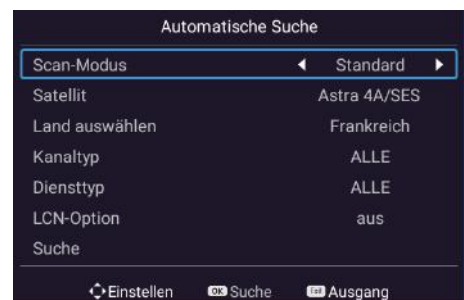 Automatische Suche
Scan-Modus Standard
Satellit Astra 4A/SES
Land auswählen Frankreich
Kanaltyp ALLE
Diensttyp ALLE
LCN-Option aus
Suche
Einstellen OK Suche Exit Ausgang